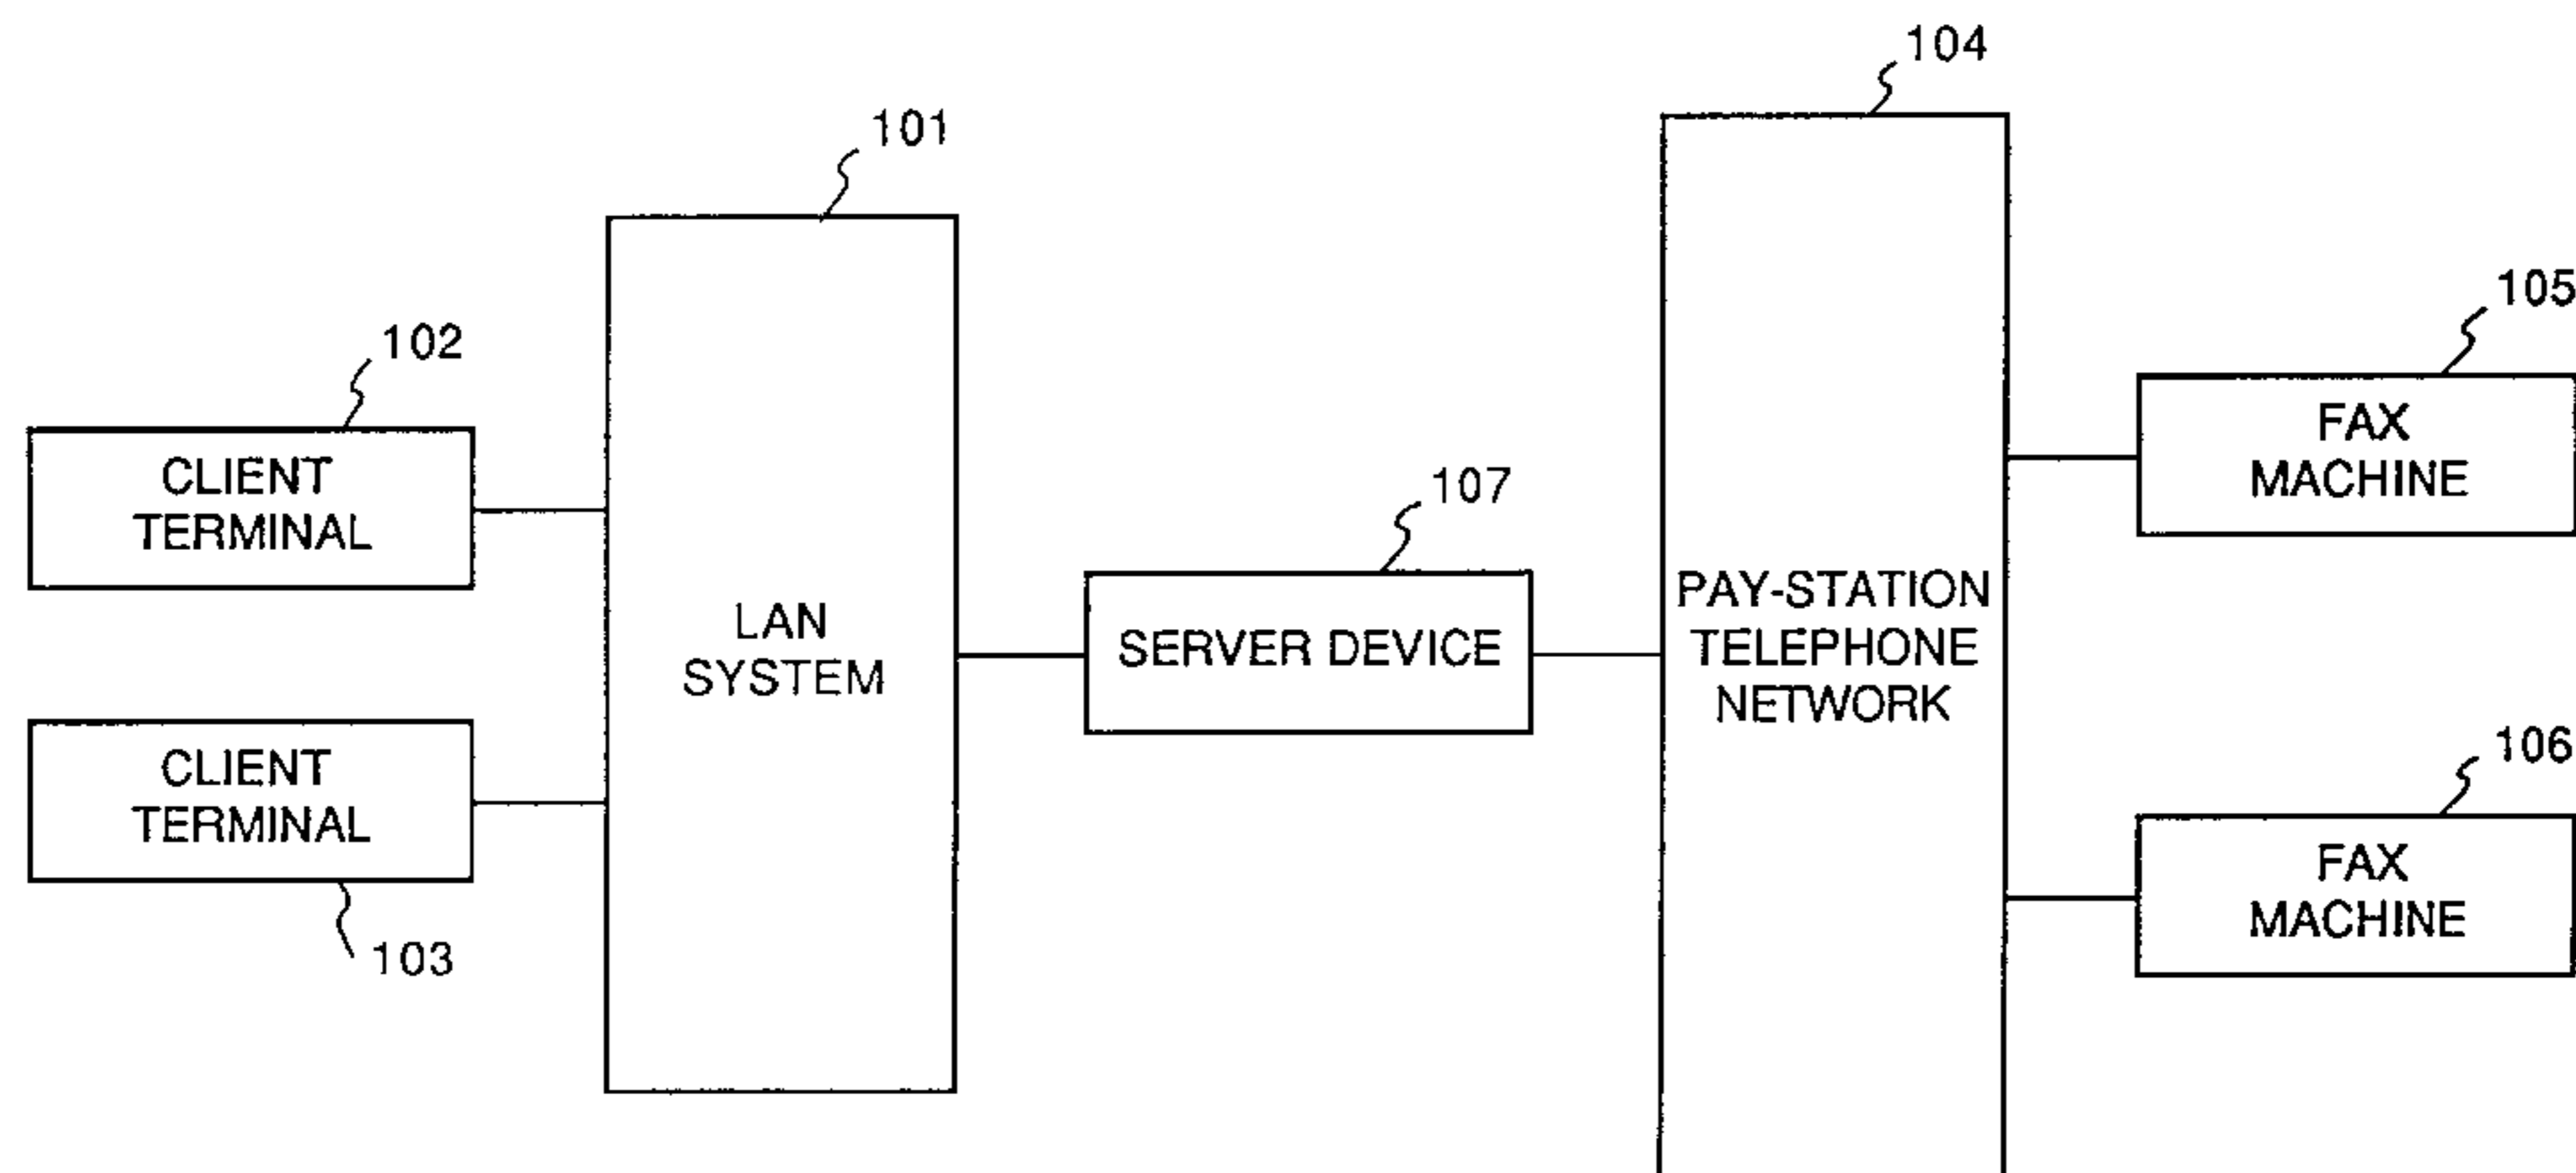 104
101
105
102
FAX
MACHINE
CLIENT
TERMINAL
107
PAY-STATION
TELEPHONE
NETWORK
LAN
SYSTEM
SERVER DEVICE
106
CLIENT
TERMINAL
FAX
MACHINE
103